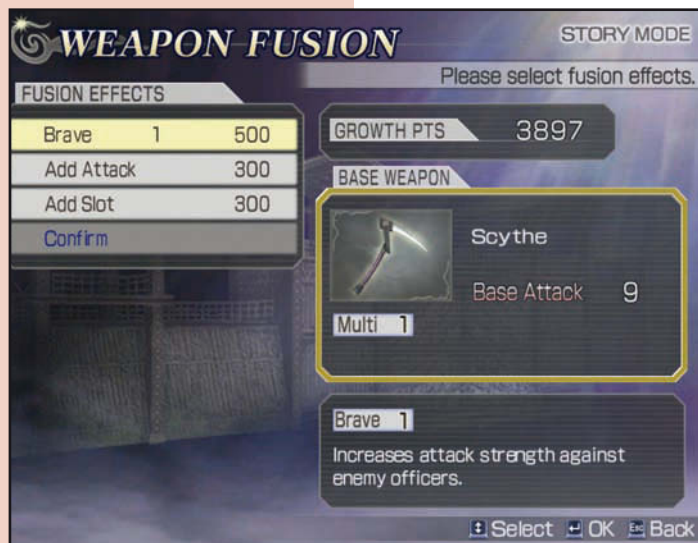 WEAPON FUSION
STORY MODE
Please select fusion effects.
FUSION EFFECTS
Brave 1 500
Add Attack 300
Add Slot 300
Confirm
GROWTH PTS 3897
BASE WEAPON
Scythe
Base Attack 9
Multi 1
Brave 1
Increases attack strength against
enemy officers.
Select OK Esc Back